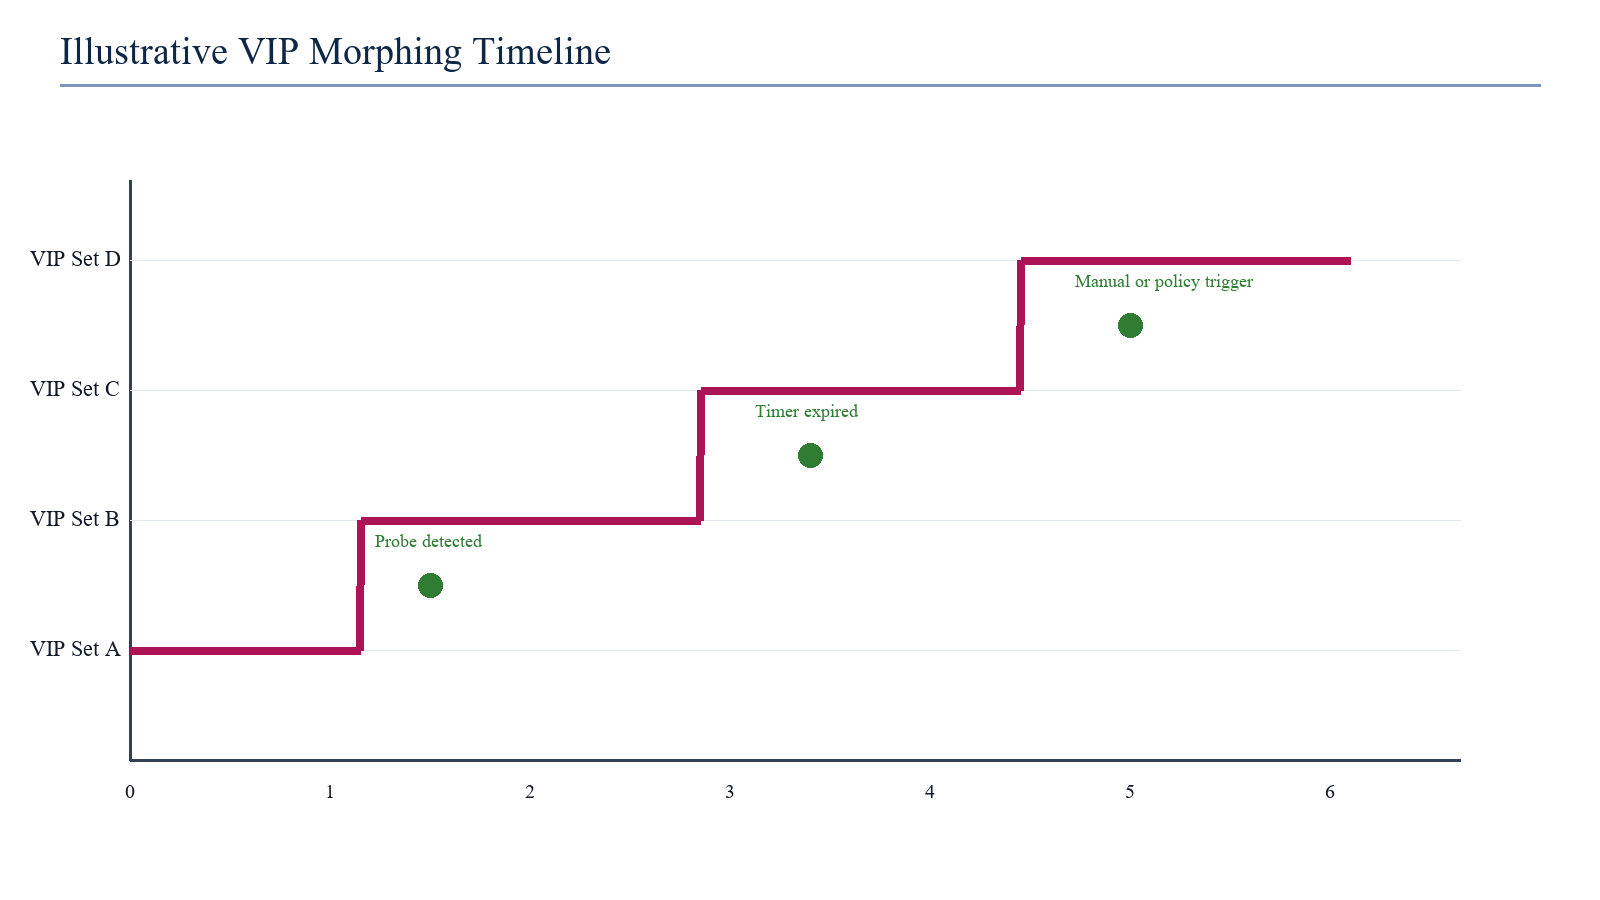 Illustrative VIP Morphing Timeline
VIP Set D
Manual or policy trigger
VIP Set C
Timer expired
VIP Set B
Probe detected
VIP Set A
0 1 2 3 4 5 6